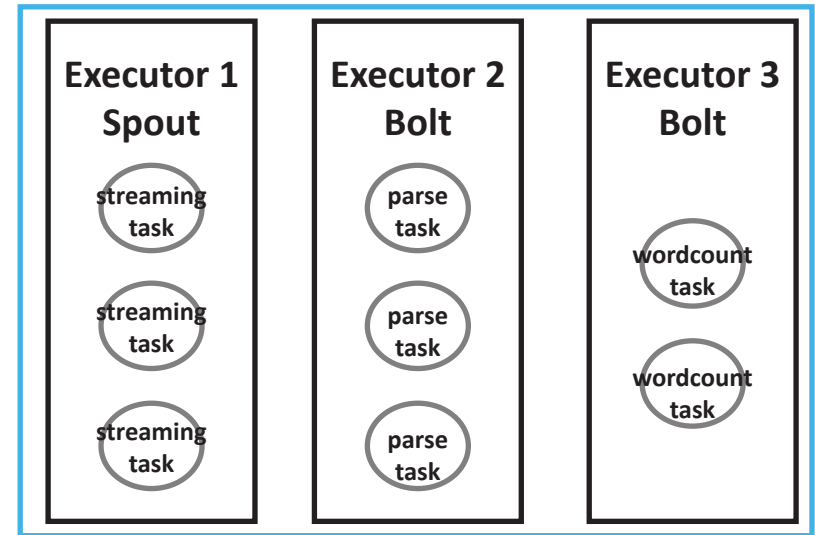 Executor 1
Spout
streaming
task
streaming
task
streaming
task
Executor 2
Bolt
parse
task
parse
task
parse
task
Executor 3
Bolt
wordcount
task
wordcount
task